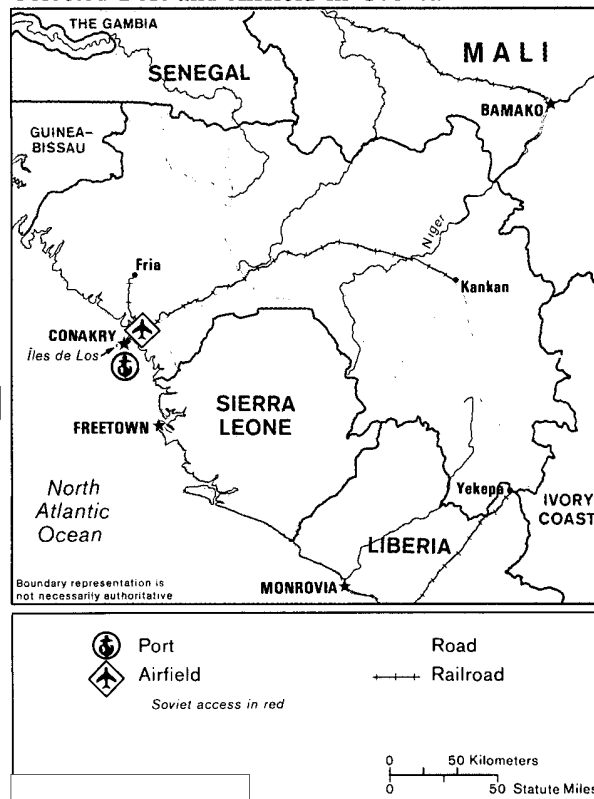 THE GAMBIA
SENEGAL
MALI
BAMAKO
GUINEA-
BISSAU
Niger
Fria
Kankan
CONAKRY
Îles de Los
SIERRA
LEONE
FREETOWN
North
Atlantic
Ocean
Yekepa
IVORY
COAST
LIBERIA
MONROVIA
Boundary representation is
not necessarily authoritative
Port
Road
Airfield
Railroad
Soviet access in red
0 50 Kilometers
0 50 Statute Miles